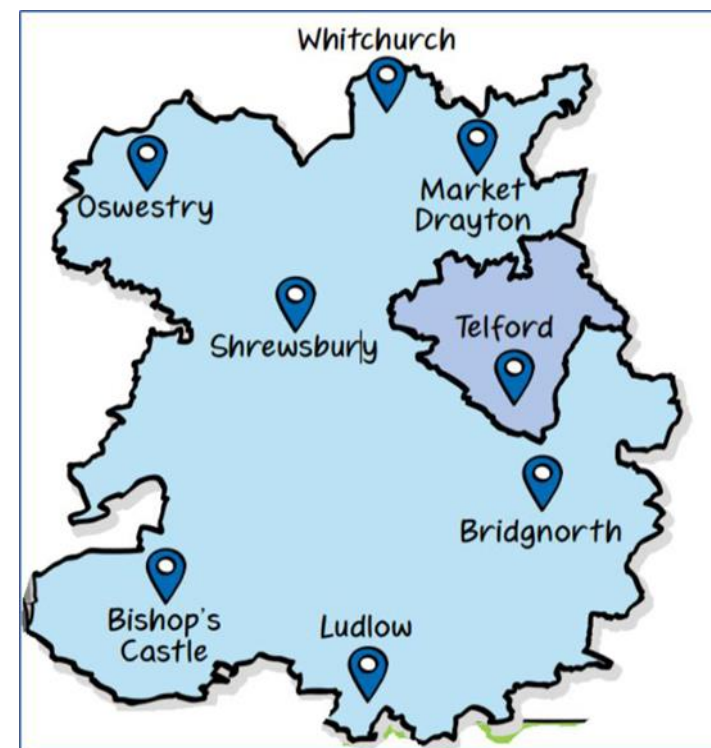 Whitchurch
Oswestry
Market
Drayton
Shrewsbury
Telford
Bridgnorth
Bishop's
Castle
Ludlow